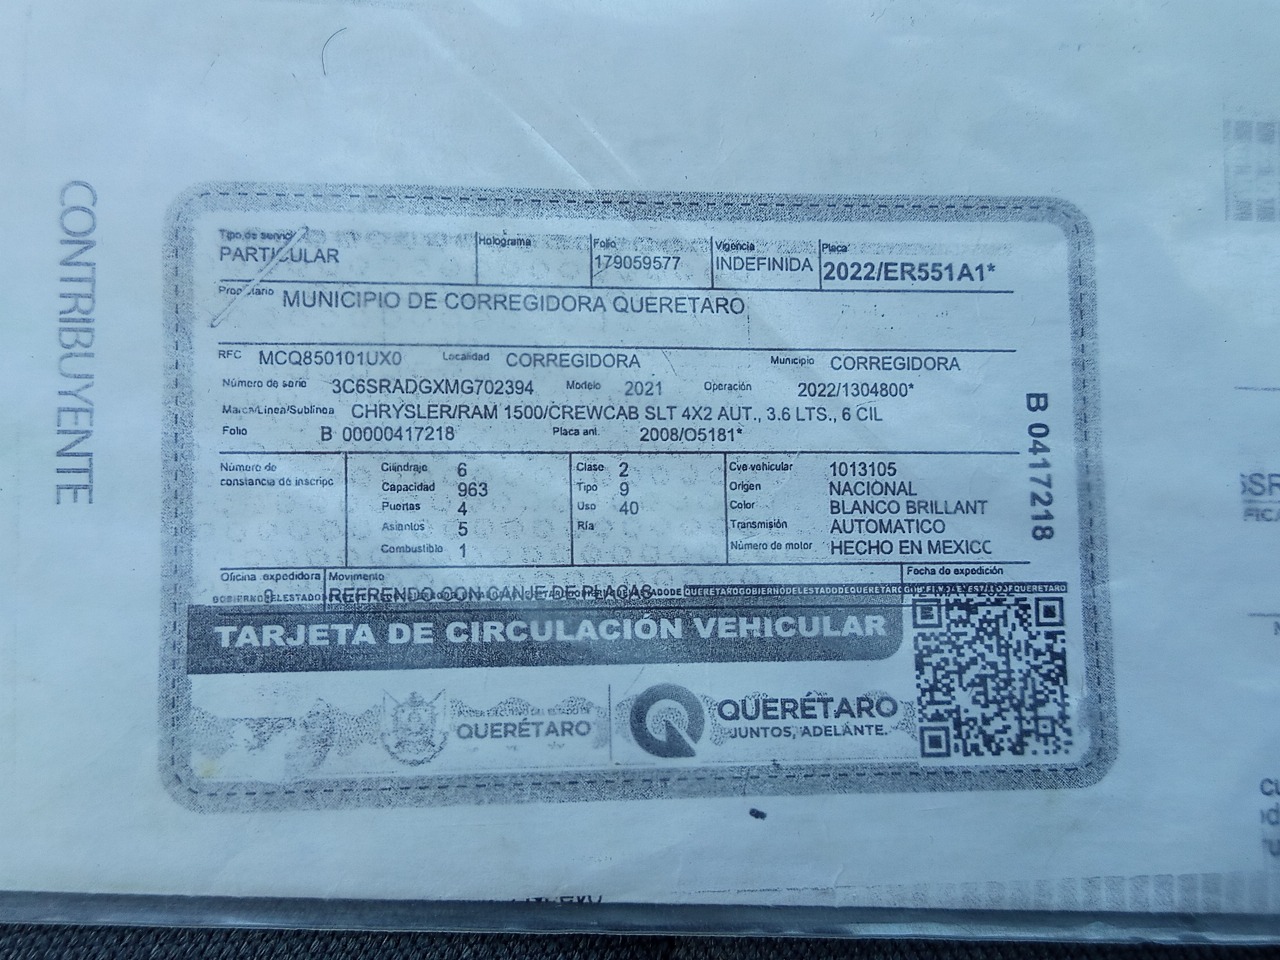 CONTRIBUYENTE
Tipo de servicio Holograma Folio Vigencia Placa
PARTICULAR 179059577 INDEFINIDA 2022/ER551A1*
Propietario MUNICIPIO DE CORREGIDORA QUERETARO
RFC MCQ850101UX0 Localidad CORREGIDORA Municipio CORREGIDORA
Número de serie 3C6SRADGXMG702394 Modelo 2021 Operación 2022/1304800*
Marca/Linea/Sublinea CHRYSLER/RAM 1500/CREWCAB SLT 4X2 AUT., 3.6 LTS., 6 CIL
Folio B 00000417218 Placa ant. 2008/O5181*
Número de constancia de inscripc
Cilindraje 6
Capacidad 963
Puertas 4
Asientos 5
Combustible 1
Clase 2
Tipo 9
Uso 40
Ría
Cve vehicular 1013105
Origen NACIONAL
Color BLANCO BRILLANT
Transmisión AUTOMATICO
Número de motor HECHO EN MEXICO
B 0417218
Oficina expedidora Movimento Fecha de expedición
REFRENDO CON CANJE DE PLACAS
TARJETA DE CIRCULACIÓN VEHICULAR
QUERÉTARO
QUERÉTARO
JUNTOS, ADELANTE.